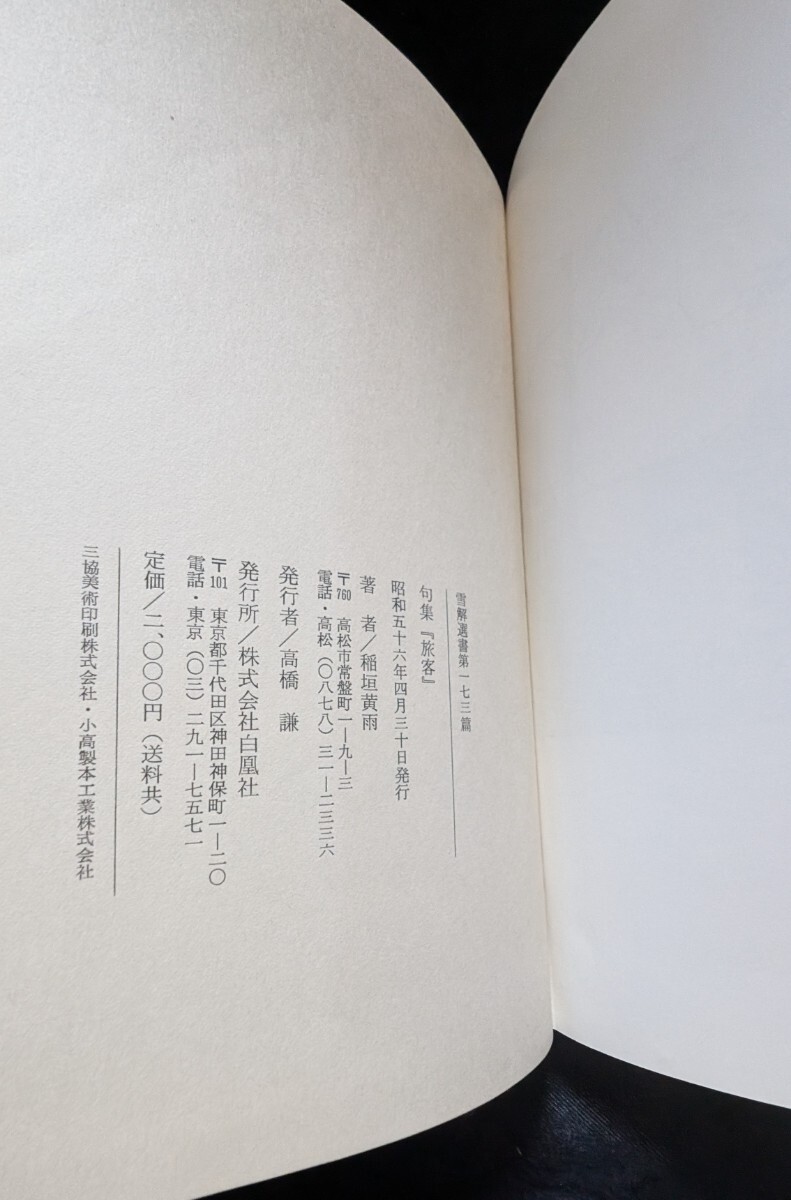 雪解選書第一七三篇
句集『旅客』
昭和五十六年四月三十日発行
著　者／稲垣黄雨
〒760　高松市常盤町一―九―三
電話・高松（〇八七八）三一―二三三六
発行者／高橋　謙
発行所／株式会社白凰社
〒101　東京都千代田区神田神保町一―二〇
電話・東京（〇三）二九一―七五七一
定価／二、〇〇〇円（送料共）
三協美術印刷株式会社・小高製本工業株式会社